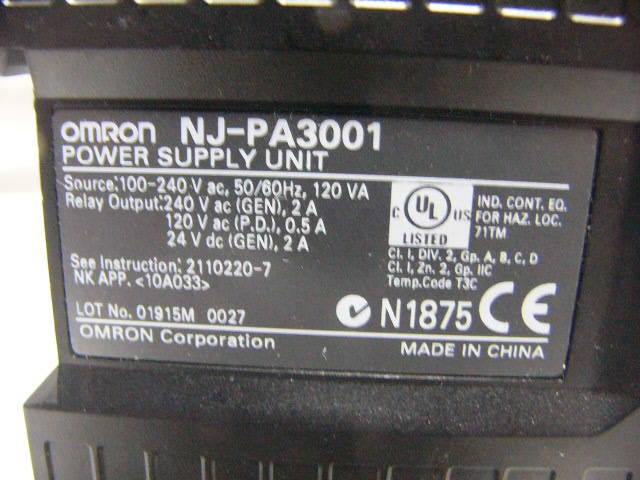 OMRON NJ-PA3001
POWER SUPPLY UNIT
Source:100-240 V ac, 50/60Hz, 120 VA
Relay Output:240 V ac (GEN), 2 A
120 V ac (P.D.), 0.5 A
24 V dc (GEN), 2 A
See Instruction: 2110220-7
NK APP. <10A033>
C UL US
LISTED
IND. CONT. EQ.
FOR HAZ. LOC.
71TM
Cl. I, DIV. 2, Gp. A, B, C, D
Cl. I, Zn. 2, Gp. IIC
Temp.Code T3C
LOT No. 01915M 0027
N1875 CE
OMRON Corporation
MADE IN CHINA